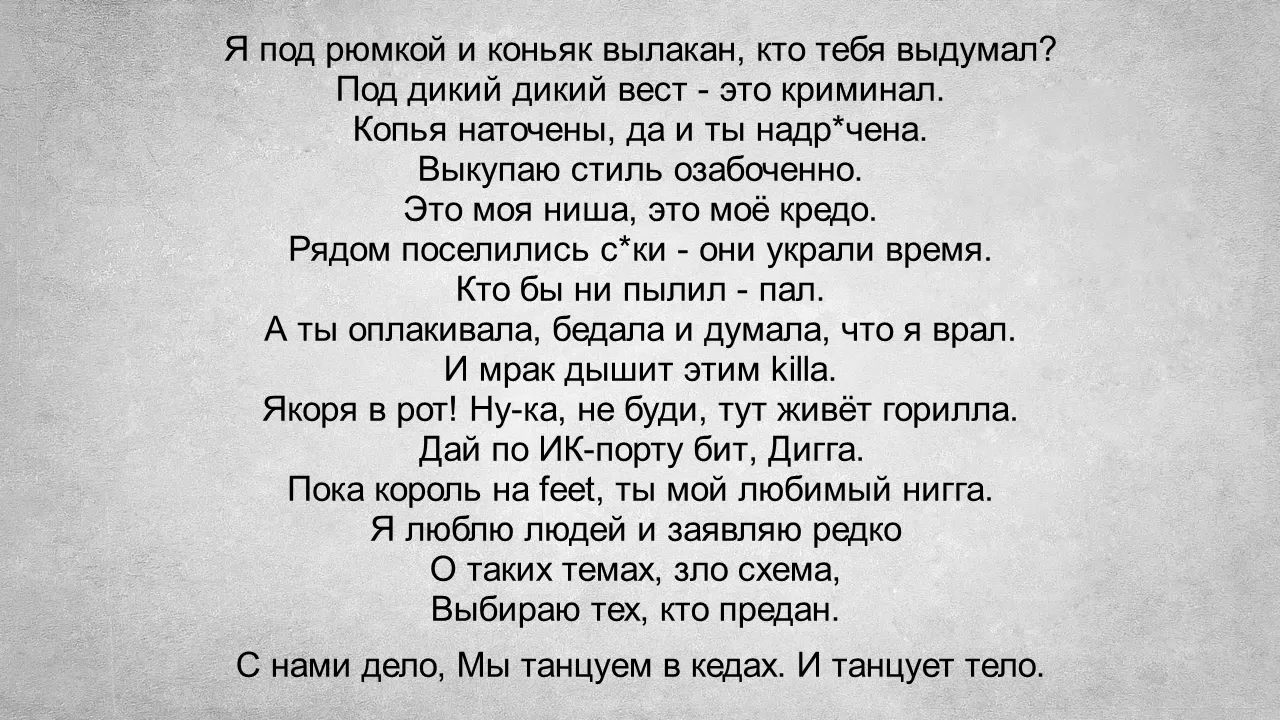 Я под рюмкой и коньяк вылакан, кто тебя выдумал?
Под дикий дикий вест - это криминал.
Копья наточены, да и ты надр*чена.
Выкупаю стиль озабоченно.
Это моя ниша, это моё кредо.
Рядом поселились с*ки - они украли время.
Кто бы ни пылил - пал.
А ты оплакивала, бедала и думала, что я врал.
И мрак дышит этим killa.
Якоря в рот! Ну-ка, не буди, тут живёт горилла.
Дай по ИК-порту бит, Дигга.
Пока король на feet, ты мой любимый нигга.
Я люблю людей и заявляю редко
О таких темах, зло схема,
Выбираю тех, кто предан.
С нами дело, Мы танцуем в кедах. И танцует тело.